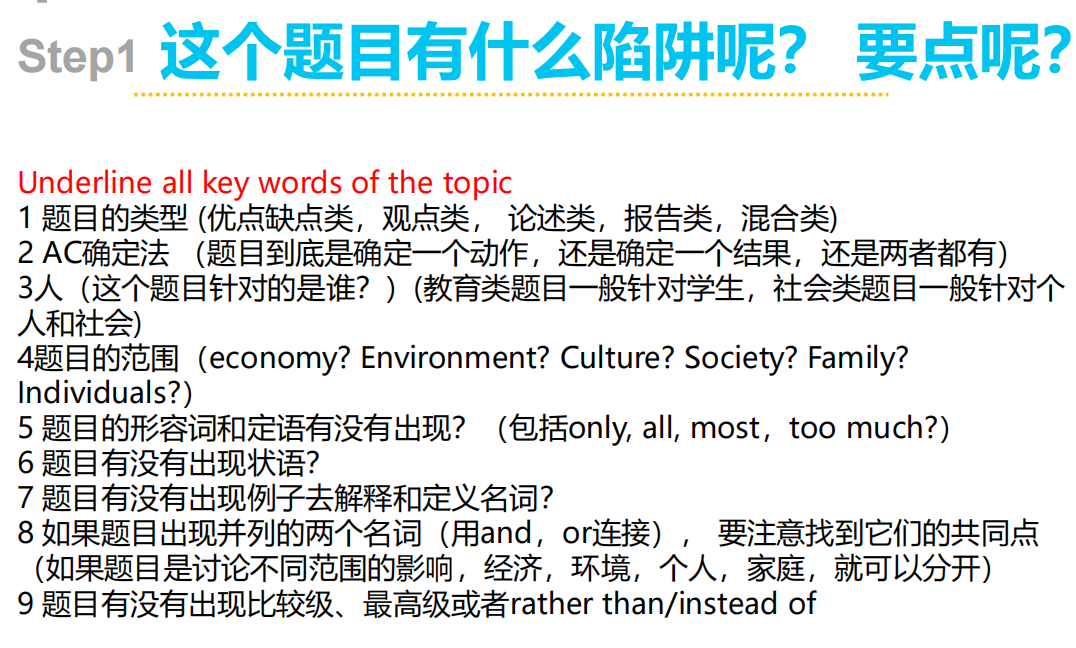 Step1 这个题目有什么陷阱呢？ 要点呢？
Underline all key words of the topic
1 题目的类型 (优点缺点类，观点类， 论述类，报告类，混合类)
2 AC确定法 （题目到底是确定一个动作，还是确定一个结果，还是两者都有）
3人（这个题目针对的是谁？）(教育类题目一般针对学生，社会类题目一般针对个
人和社会)
4题目的范围（economy? Environment? Culture? Society? Family?
Individuals?）
5 题目的形容词和定语有没有出现？（包括only, all, most，too much?）
6 题目有没有出现状语？
7 题目有没有出现例子去解释和定义名词？
8 如果题目出现并列的两个名词（用and，or连接）， 要注意找到它们的共同点
（如果题目是讨论不同范围的影响，经济，环境，个人，家庭，就可以分开）
9 题目有没有出现比较级、最高级或者rather than/instead of